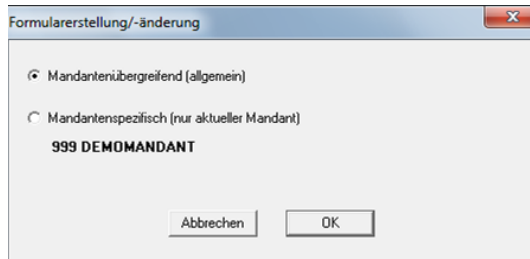 Formularerstellung/-änderung
Mandantenübergreifend (allgemein)
Mandantenspezifisch (nur aktueller Mandant)
999 DEMOMANDANT
Abbrechen OK